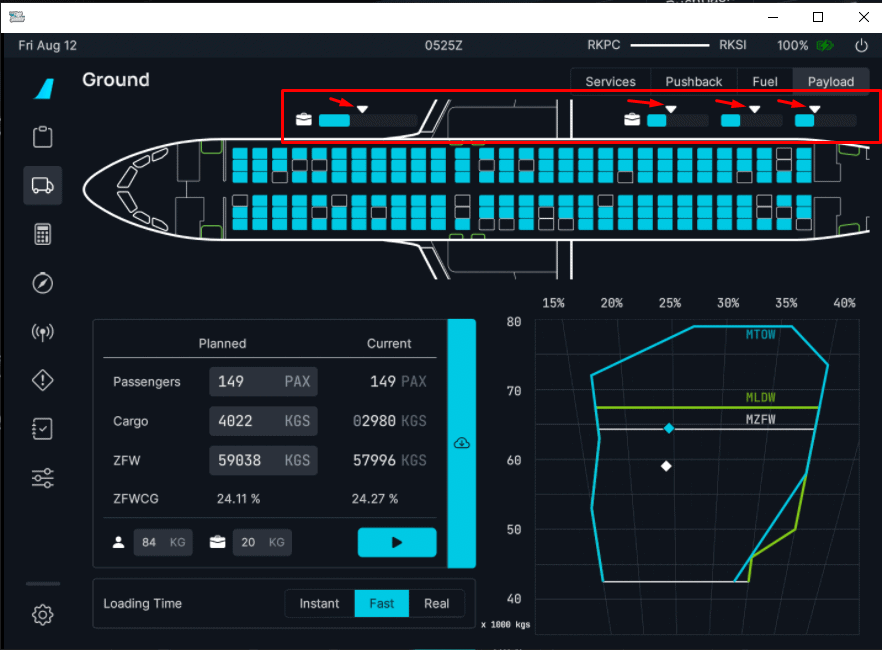 Fri Aug 12 0525Z RKPC RKSI 100%
Ground Services Pushback Fuel Payload
15% 20% 25% 30% 35% 40%
80
MTOW
70
MLDW
MZFW
60
50
40
x 1000 kgs
Planned Current
Passengers 149 PAX 149 PAX
Cargo 4022 KGS 02980 KGS
ZFW 59038 KGS 57996 KGS
ZFWCG 24.11 % 24.27 %
84 KG 20 KG
Loading Time Instant Fast Real